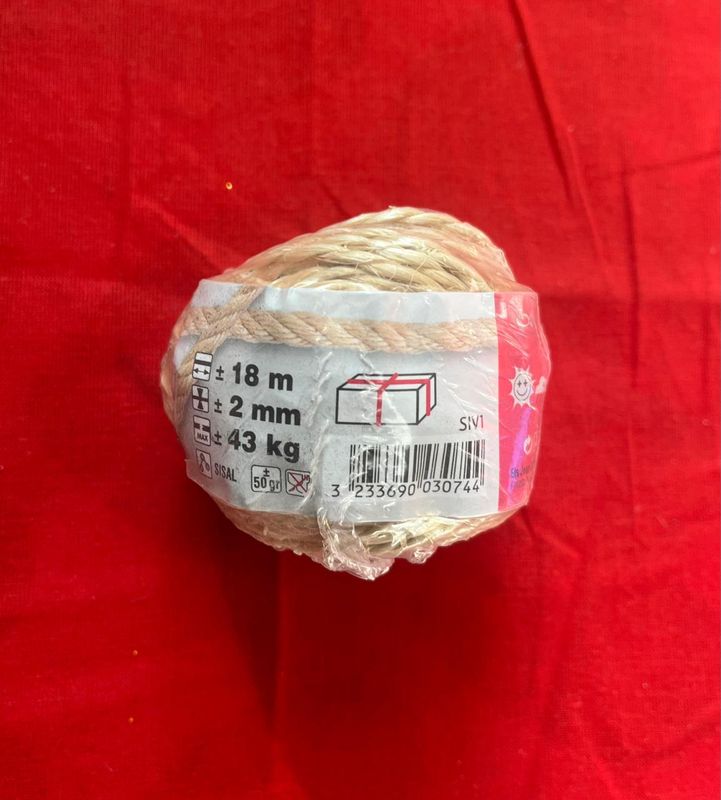 ± 18 m
± 2 mm
MAX ± 43 kg
SISAL
± 50 gr
SIV1
3 233690 030744